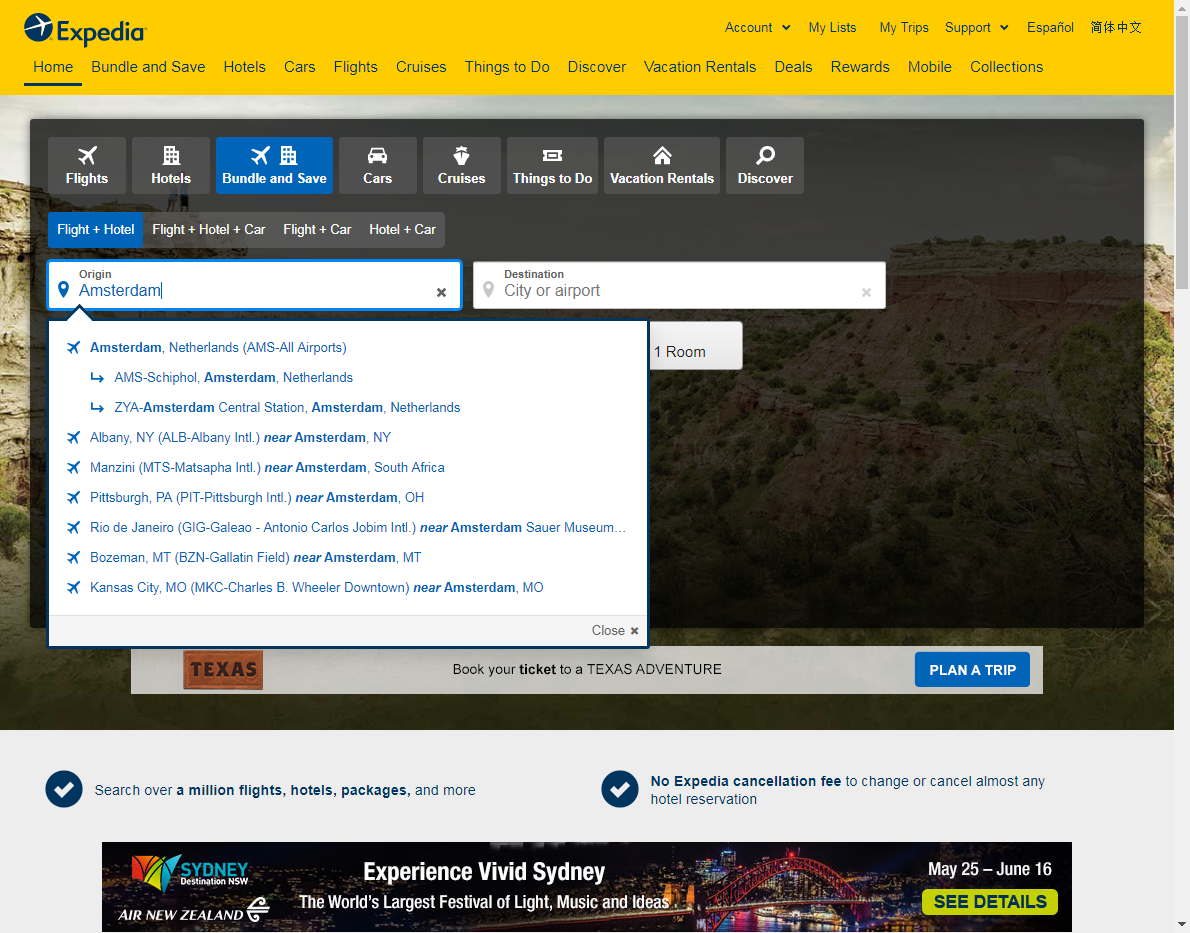 Expedia
Account My Lists My Trips Support Español 简体中文
Home Bundle and Save Hotels Cars Flights Cruises Things to Do Discover Vacation Rentals Deals Rewards Mobile Collections
Flights Hotels Bundle and Save Cars Cruises Things to Do Vacation Rentals Discover
Flight + Hotel Flight + Hotel + Car Flight + Car Hotel + Car
Origin
Amsterdam
Destination
City or airport
1 Room
Amsterdam, Netherlands (AMS-All Airports)
AMS-Schiphol, Amsterdam, Netherlands
ZYA-Amsterdam Central Station, Amsterdam, Netherlands
Albany, NY (ALB-Albany Intl.) near Amsterdam, NY
Manzini (MTS-Matsapha Intl.) near Amsterdam, South Africa
Pittsburgh, PA (PIT-Pittsburgh Intl.) near Amsterdam, OH
Rio de Janeiro (GIG-Galeao - Antonio Carlos Jobim Intl.) near Amsterdam Sauer Museum…
Bozeman, MT (BZN-Gallatin Field) near Amsterdam, MT
Kansas City, MO (MKC-Charles B. Wheeler Downtown) near Amsterdam, MO
Close
TEXAS
Book your ticket to a TEXAS ADVENTURE
PLAN A TRIP
Search over a million flights, hotels, packages, and more
No Expedia cancellation fee to change or cancel almost any
hotel reservation
SYDNEY
Destination NSW
AIR NEW ZEALAND
Experience Vivid Sydney
The World's Largest Festival of Light, Music and Ideas
May 25 – June 16
SEE DETAILS